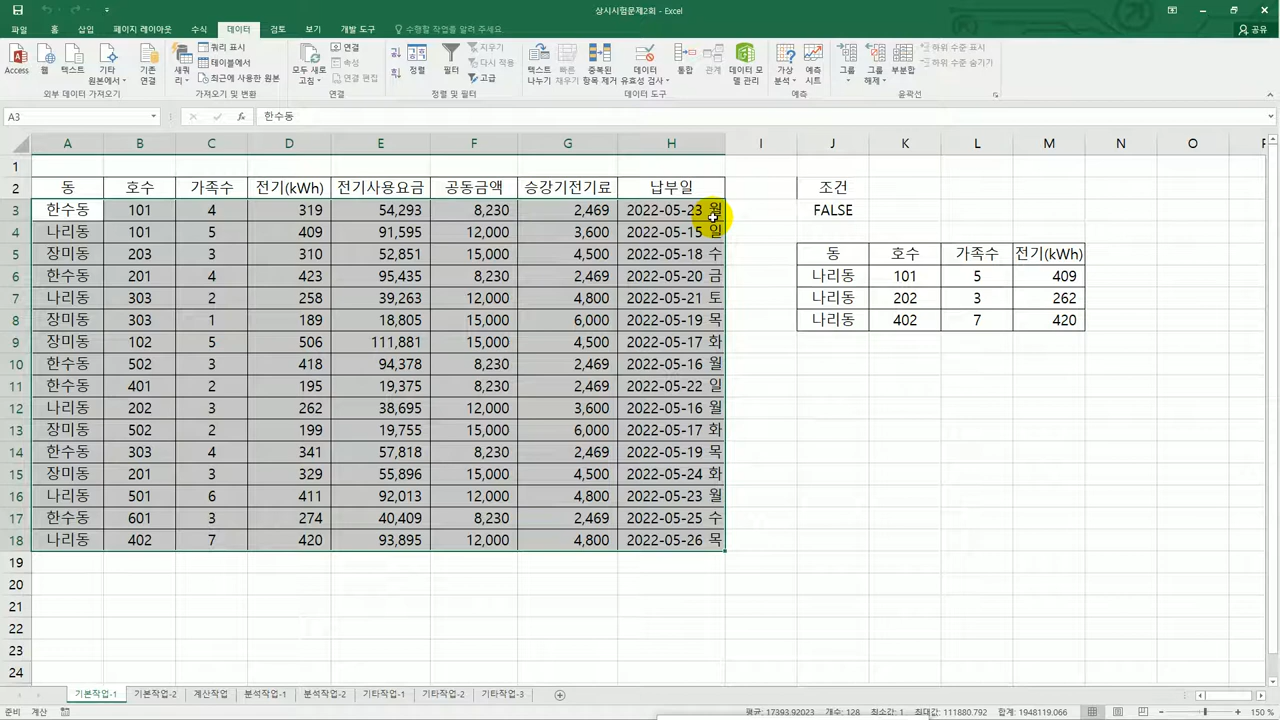 상시시험문제2회 - Excel
파일 홈 삽입 페이지 레이아웃 수식 데이터 검토 보기 개발 도구 수행할 작업을 알려 주세요. 공유
Access 웹 텍스트 기타 원본에서 기존 연결 새쿼리 쿼리 표시 테이블에서 최근에 사용한 원본 모두 새로 고침 연결 속성 연결 편집 정렬 필터 지우기 다시 적용 고급 텍스트 나누기 빠른 채우기 중복된 항목 제거 데이터 유효성 검사 통합 관계 데이터 모델 관리 가상 분석 예측 시트 그룹 그룹 해제 부분합 하위 수준 표시 하위 수준 숨기기
외부 데이터 가져오기 가져오기 및 변환 연결 정렬 및 필터 데이터 도구 예측 윤곽선
A3 fx 한수동
A B C D E F G H I J K L M N O
1
2 동 호수 가족수 전기(kWh) 전기사용요금 공동금액 승강기전기료 납부일 조건
3 한수동 101 4 319 54,293 8,230 2,469 2022-05-23 월 FALSE
4 나리동 101 5 409 91,595 12,000 3,600 2022-05-15 일
5 장미동 203 3 310 52,851 15,000 4,500 2022-05-18 수 동 호수 가족수 전기(kWh)
6 한수동 201 4 423 95,435 8,230 2,469 2022-05-20 금 나리동 101 5 409
7 나리동 303 2 258 39,263 12,000 4,800 2022-05-21 토 나리동 202 3 262
8 장미동 303 1 189 18,805 15,000 6,000 2022-05-19 목 나리동 402 7 420
9 장미동 102 5 506 111,881 15,000 4,500 2022-05-17 화
10 한수동 502 3 418 94,378 8,230 2,469 2022-05-16 월
11 한수동 401 2 195 19,375 8,230 2,469 2022-05-22 일
12 나리동 202 3 262 38,695 12,000 3,600 2022-05-16 월
13 장미동 502 2 199 19,755 15,000 6,000 2022-05-17 화
14 한수동 303 4 341 57,818 8,230 2,469 2022-05-19 목
15 장미동 201 3 329 55,896 15,000 4,500 2022-05-24 화
16 나리동 501 6 411 92,013 12,000 4,800 2022-05-23 월
17 한수동 601 3 274 40,409 8,230 2,469 2022-05-25 수
18 나리동 402 7 420 93,895 12,000 4,800 2022-05-26 목
19
20
21
22
23
24
기본작업-1 기본작업-2 계산작업 분석작업-1 분석작업-2 기타작업-1 기타작업-2 기타작업-3
준비 계산 평균: 17393.92023 개수: 128 최소값: 1 최대값: 111880.792 합계: 1948119.066 150 %